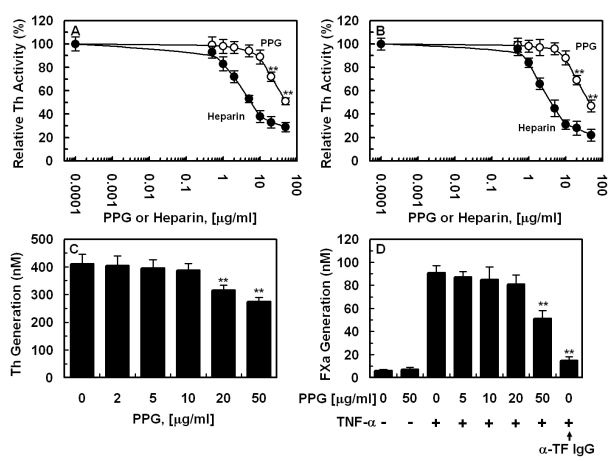 Relative Th Activity (%)
120
100
80
60
40
20
0
A
PPG
**
**
Heparin
0.0001
0.001
0.01
0.1
1
10
100
PPG or Heparin, [µg/ml]
Relative Th Activity (%)
120
100
80
60
40
20
0
B
PPG
**
**
Heparin
0.0001
0.001
0.01
0.1
1
10
100
PPG or Heparin, [µg/ml]
Th Generation (nM)
500
400
300
200
100
0
C
**
**
0 2 5 10 20 50
PPG, [µg/ml]
FXa Generation (nM)
120
100
80
60
40
20
0
D
**
**
PPG [µg/ml] 0 50 0 5 10 20 50 0
TNF-α - - + + + + + +
α-TF IgG